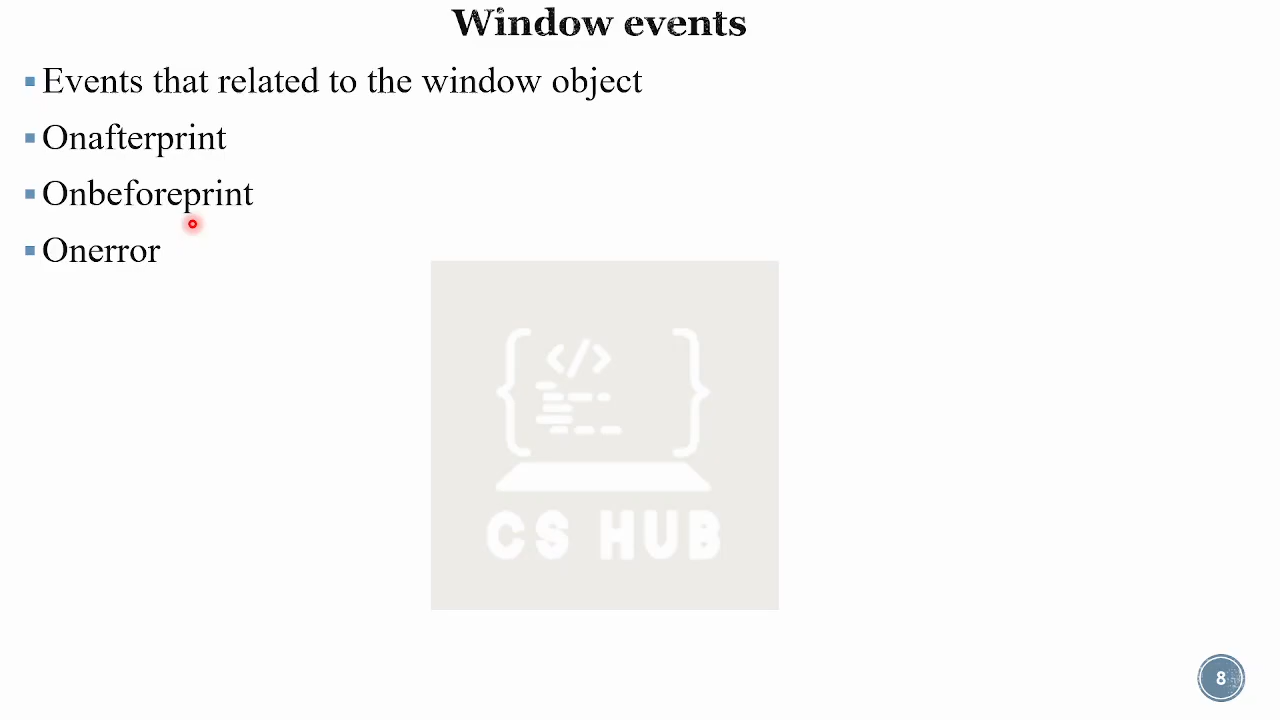 Window events
Events that related to the window object
Onafterprint
Onbeforeprint
Onerror
</>
CS HUB
8